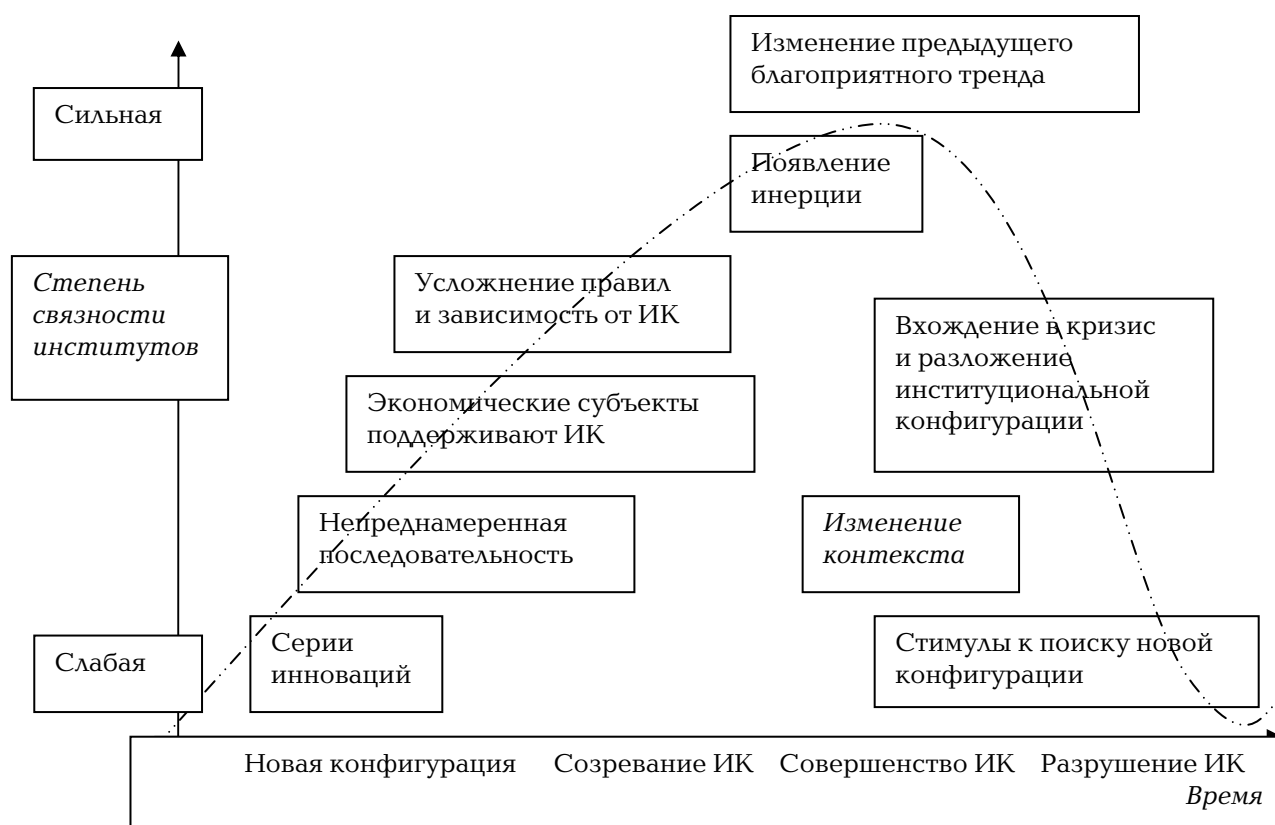 Изменение предыдущего
благоприятного тренда
Сильная
Появление
инерции
Степень
связности
институтов
Усложнение правил
и зависимость от ИК
Вхождение в кризис
и разложение
институциональной
конфигурации
Экономические субъекты
поддерживают ИК
Непреднамеренная
последовательность
Изменение
контекста
Слабая
Серии
инноваций
Стимулы к поиску новой
конфигурации
Новая конфигурация Созревание ИК Совершенство ИК Разрушение ИК
Время